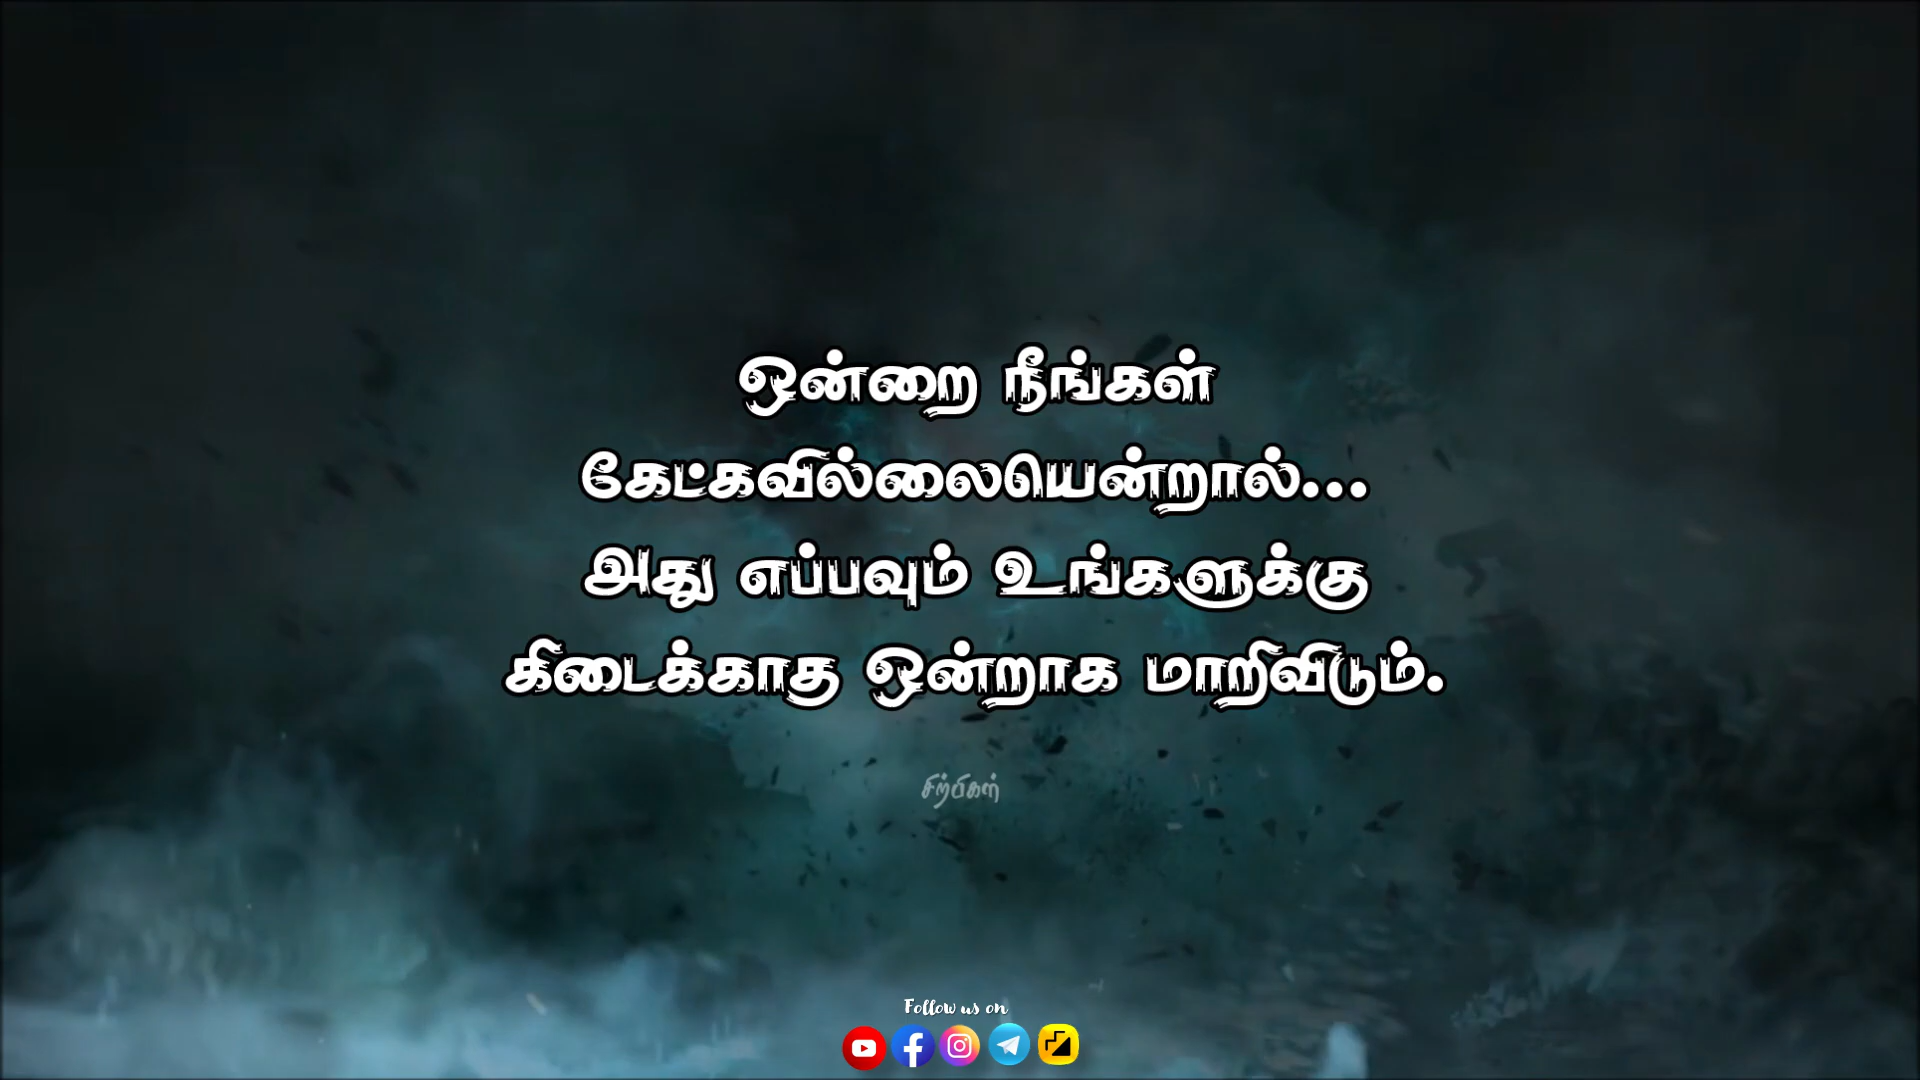 ஒன்றை நீங்கள்
கேட்கவில்லையென்றால்...
அது எப்பவும் உங்களுக்கு
கிடைக்காத ஒன்றாக மாறிவிடும்.
சிற்பிகள்
Follow us on